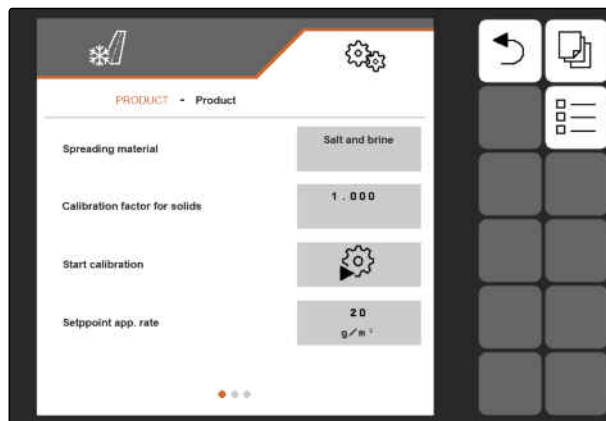 PRODUCT - Product
Spreading material
Salt and brine
Calibration factor for solids
1.000
Start calibration
Setppoint app. rate
20
g/m²